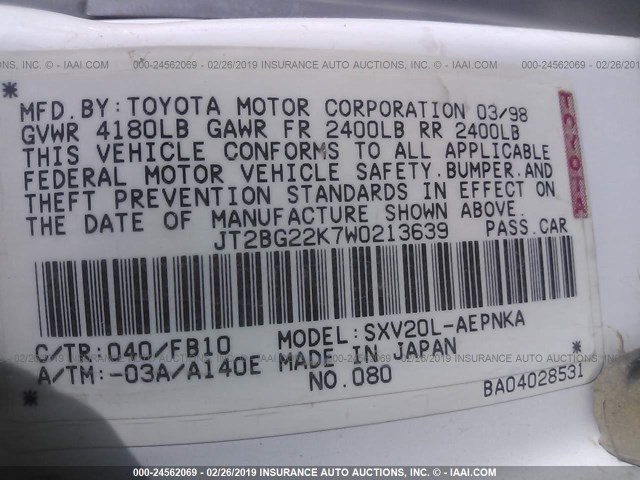 000-24562069 / 02/26/2019 INSURANCE AUTO AUCTIONS, INC. - IAAI.COM
MFD.BY:TOYOTA MOTOR CORPORATION 03/98
GVWR 4180LB GAWR FR 2400LB RR 2400LB
THIS VEHICLE CONFORMS TO ALL APPLICABLE
FEDERAL MOTOR VEHICLE SAFETY.BUMPER.AND
THEFT PREVENTION STANDARDS IN EFFECT ON
THE DATE OF MANUFACTURE SHOWN ABOVE.
JT2BG22K7W0213639 PASS.CAR
TOYOTA
C/TR:040/FB10 MODEL:SXV20L-AEPNKA
A/TM:-03A/A140E MADE IN JAPAN
NO.080 BA04028531
000-24562069 / 02/26/2019 INSURANCE AUTO AUCTIONS, INC. - IAAI.COM